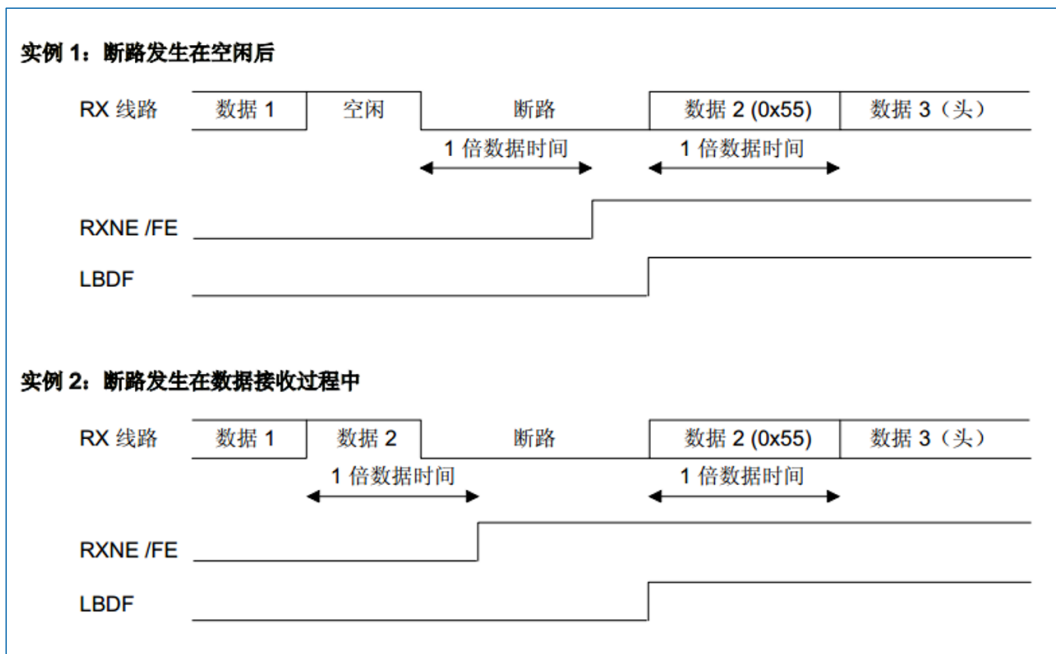 实例 1：断路发生在空闲后
RX 线路 数据 1 空闲 断路 数据 2 (0x55) 数据 3（头）
1 倍数据时间 1 倍数据时间
RXNE /FE
LBDF
实例 2：断路发生在数据接收过程中
RX 线路 数据 1 数据 2 断路 数据 2 (0x55) 数据 3（头）
1 倍数据时间 1 倍数据时间
RXNE /FE
LBDF